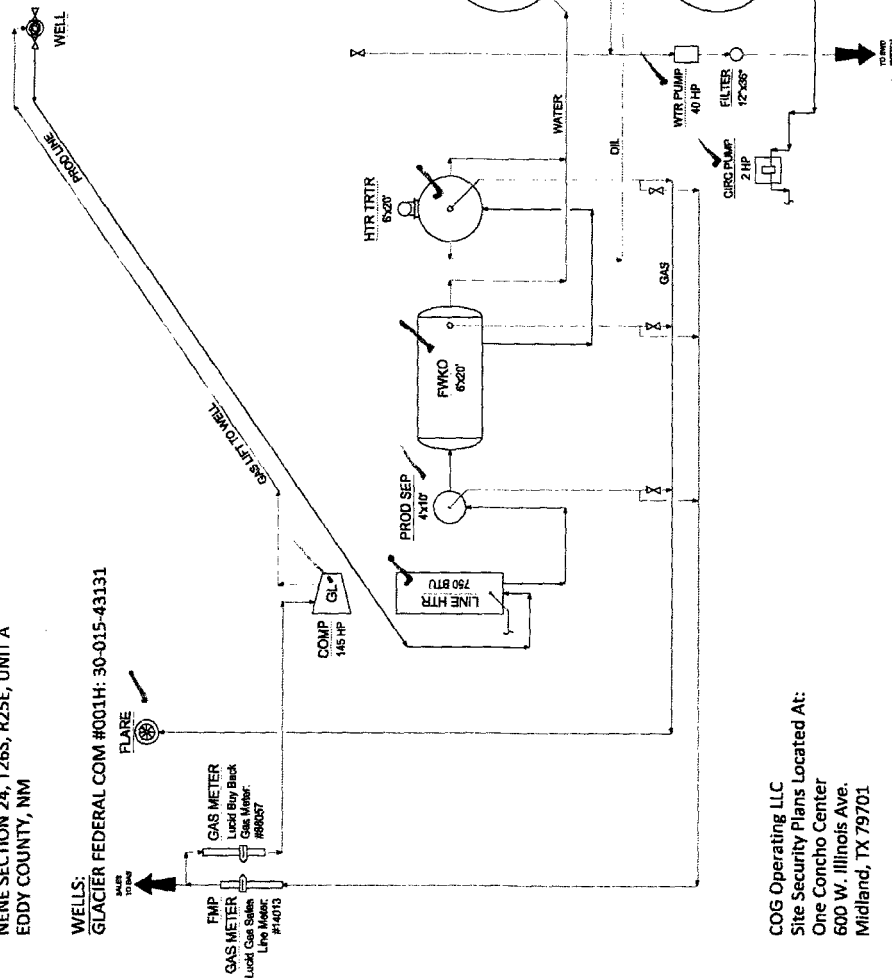 NENE SECTION 24, T26S, R25E, UNIT A
EDDY COUNTY, NM
WELLS:
GLACIER FEDERAL COM #001H: 30-015-43131
WELL
PROD LINE
GAS LIFT TO WELL
FLARE
SALES
FMP
GAS METER
Lucid Gas Sales
Line Meter:
#14013
GAS METER
Lucid Buy Back
Gas Meter:
COMP
145 HP
GL
LINE HTR
750 BTU
PROD SEP
4'x10'
FWKO
6'x20'
HTR TRTR
6'x20'
WATER
OIL
GAS
WTR PUMP
40 HP
FILTER
12"x36"
CIRC PUMP
2 HP
COG Operating LLC
Site Security Plans Located At:
One Concho Center
600 W. Illinois Ave.
Midland, TX 79701